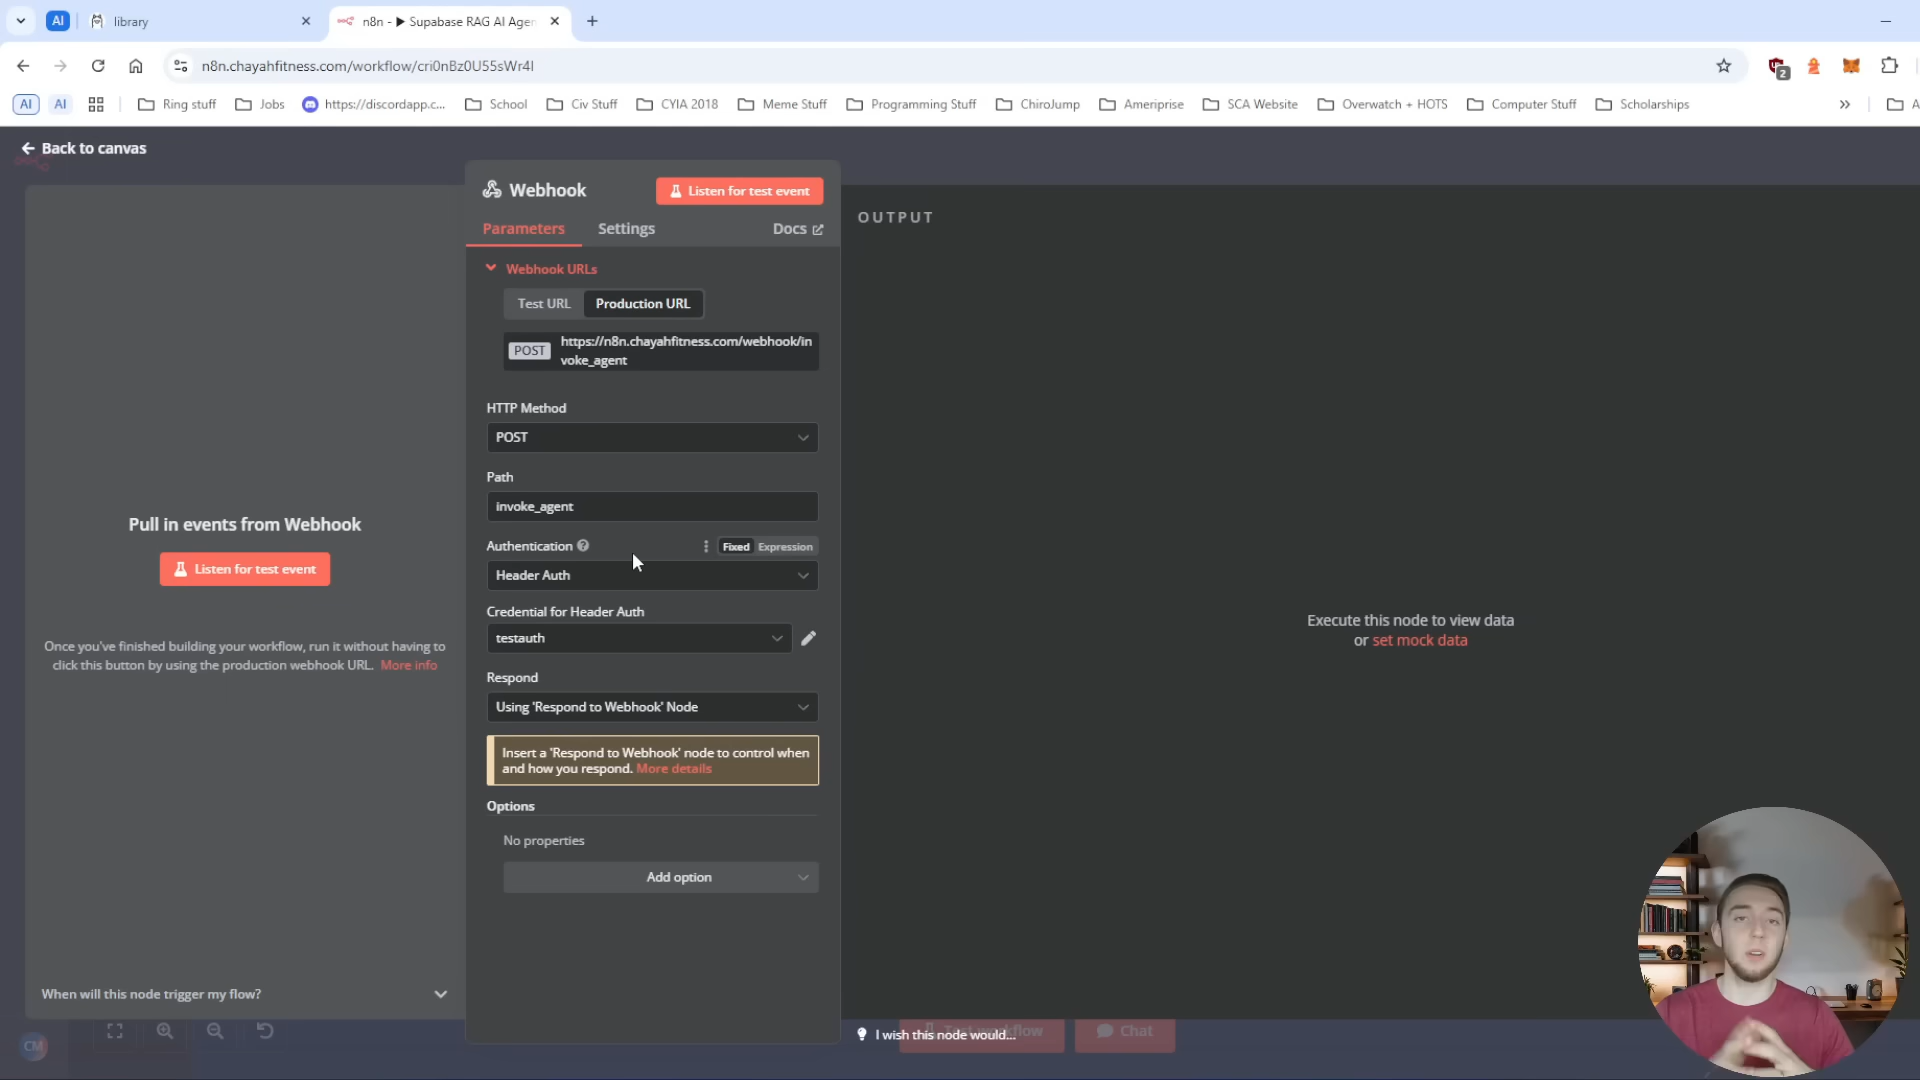 AI
library
n8n - ▶ Supabase RAG AI Agen
n8n.chayahfitness.com/workflow/cri0nBz0U55sWr4I
2
AI
AI
Ring stuff
Jobs
https://discordapp.c...
School
Civ Stuff
CYIA 2018
Meme Stuff
Programming Stuff
ChiroJump
Ameriprise
SCA Website
Overwatch + HOTS
Computer Stuff
Scholarships
»
A
Back to canvas
Webhook
Listen for test event
Parameters
Settings
Docs
OUTPUT
Webhook URLs
Test URL
Production URL
POST
https://n8n.chayahfitness.com/webhook/in
voke_agent
HTTP Method
POST
Path
invoke_agent
Authentication
Fixed
Expression
Header Auth
Credential for Header Auth
testauth
Respond
Using 'Respond to Webhook' Node
Insert a 'Respond to Webhook' node to control when
and how you respond. More details
Options
No properties
Add option
Pull in events from Webhook
Listen for test event
Once you've finished building your workflow, run it without having to
click this button by using the production webhook URL. More info
When will this node trigger my flow?
Execute this node to view data
or set mock data
CM
I wish this node would...
Test workflow
Chat